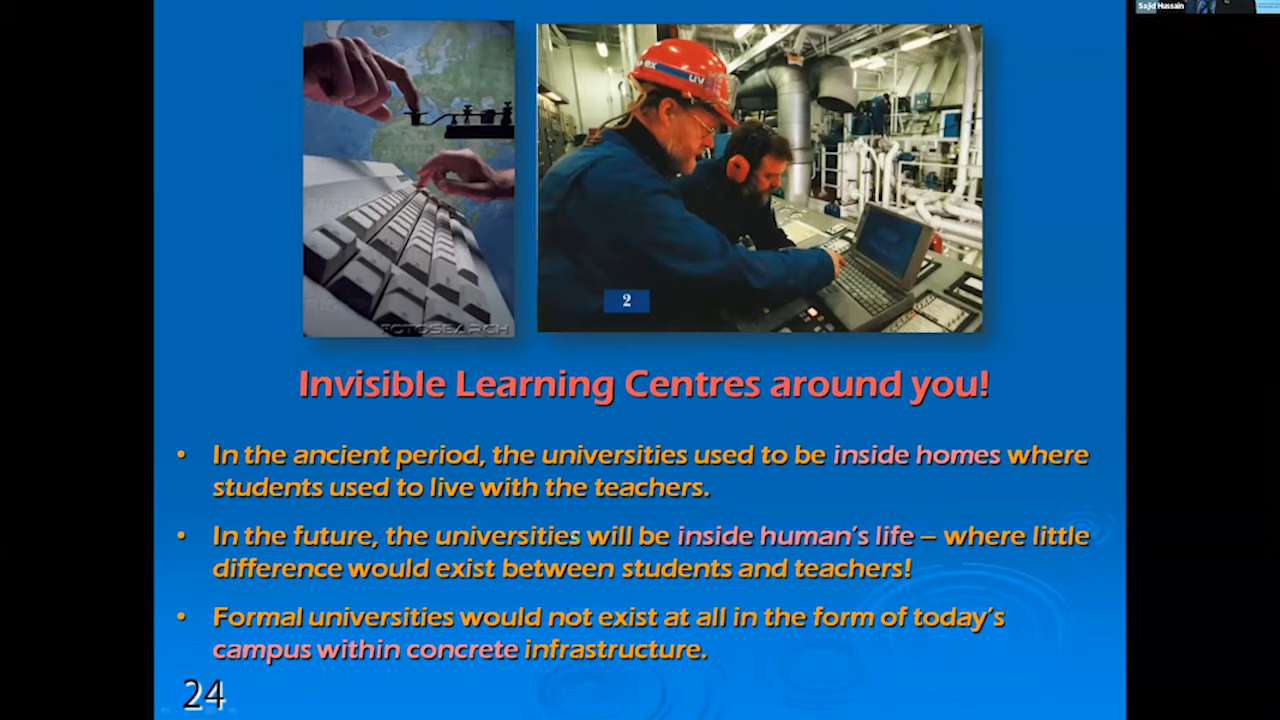 Sajid Hussain
ex
uv
FOTOSEARCH
2
Invisible Learning Centres around you!
• In the ancient period, the universities used to be inside homes where
students used to live with the teachers.
• In the future, the universities will be inside human's life – where little
difference would exist between students and teachers!
• Formal universities would not exist at all in the form of today's
campus within concrete infrastructure.
24